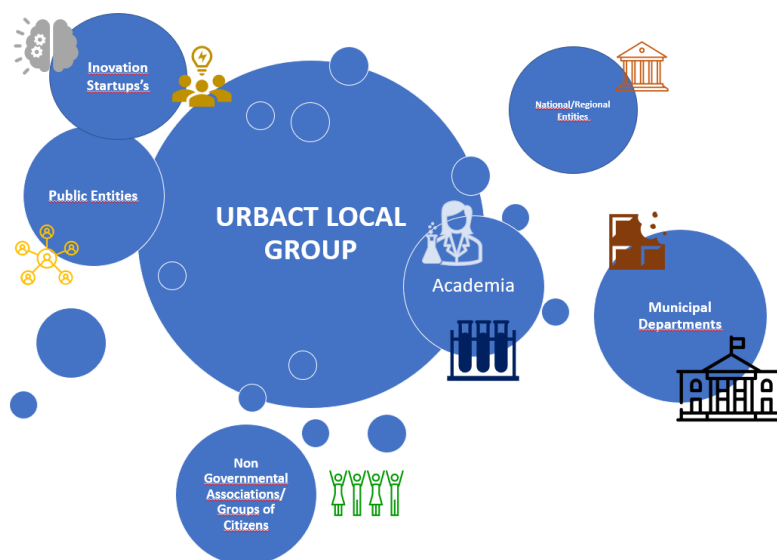 Inovation
Startups's
National/Regional
Entities
Public Entities
URBACT LOCAL
GROUP
Academia
Municipal
Departments
Non
Governmental
Associations/
Groups of
Citizens